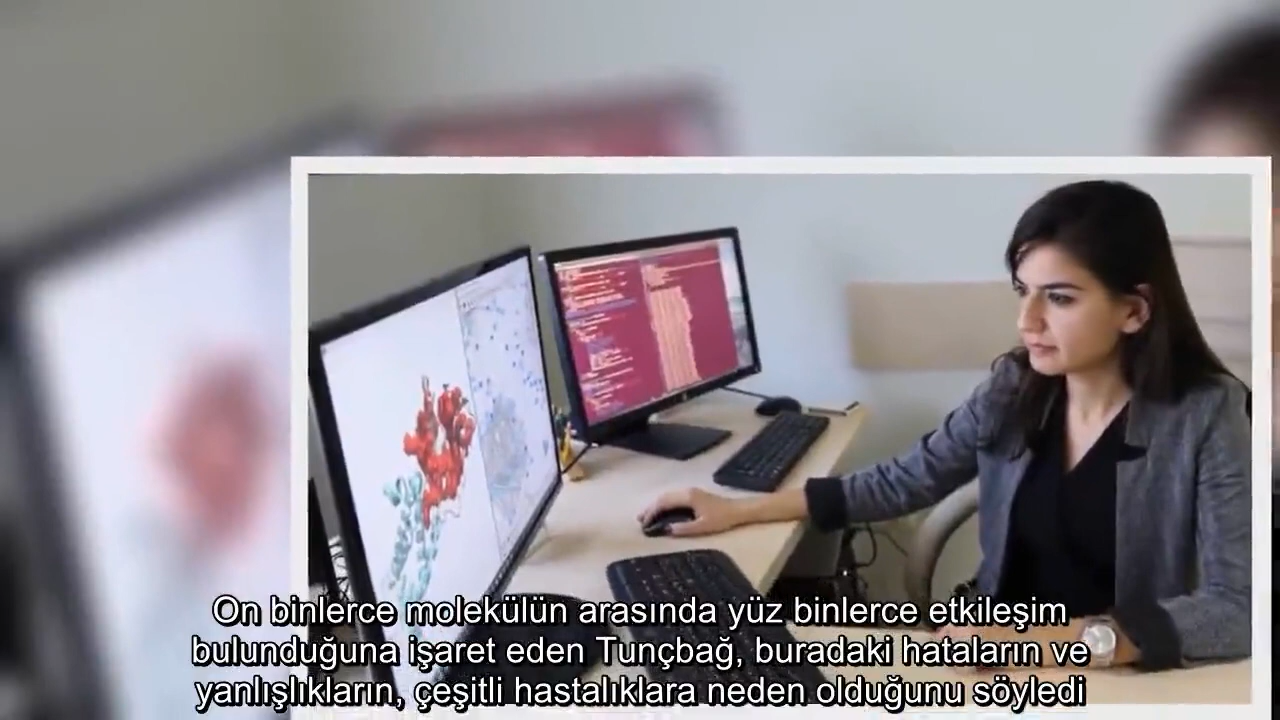 On binlerce molekülün arasında yüz binlerce etkileşim
bulunduğuna işaret eden Tunçbağ, buradaki hataların ve
yanlışlıkların, çeşitli hastalıklara neden olduğunu söyledi